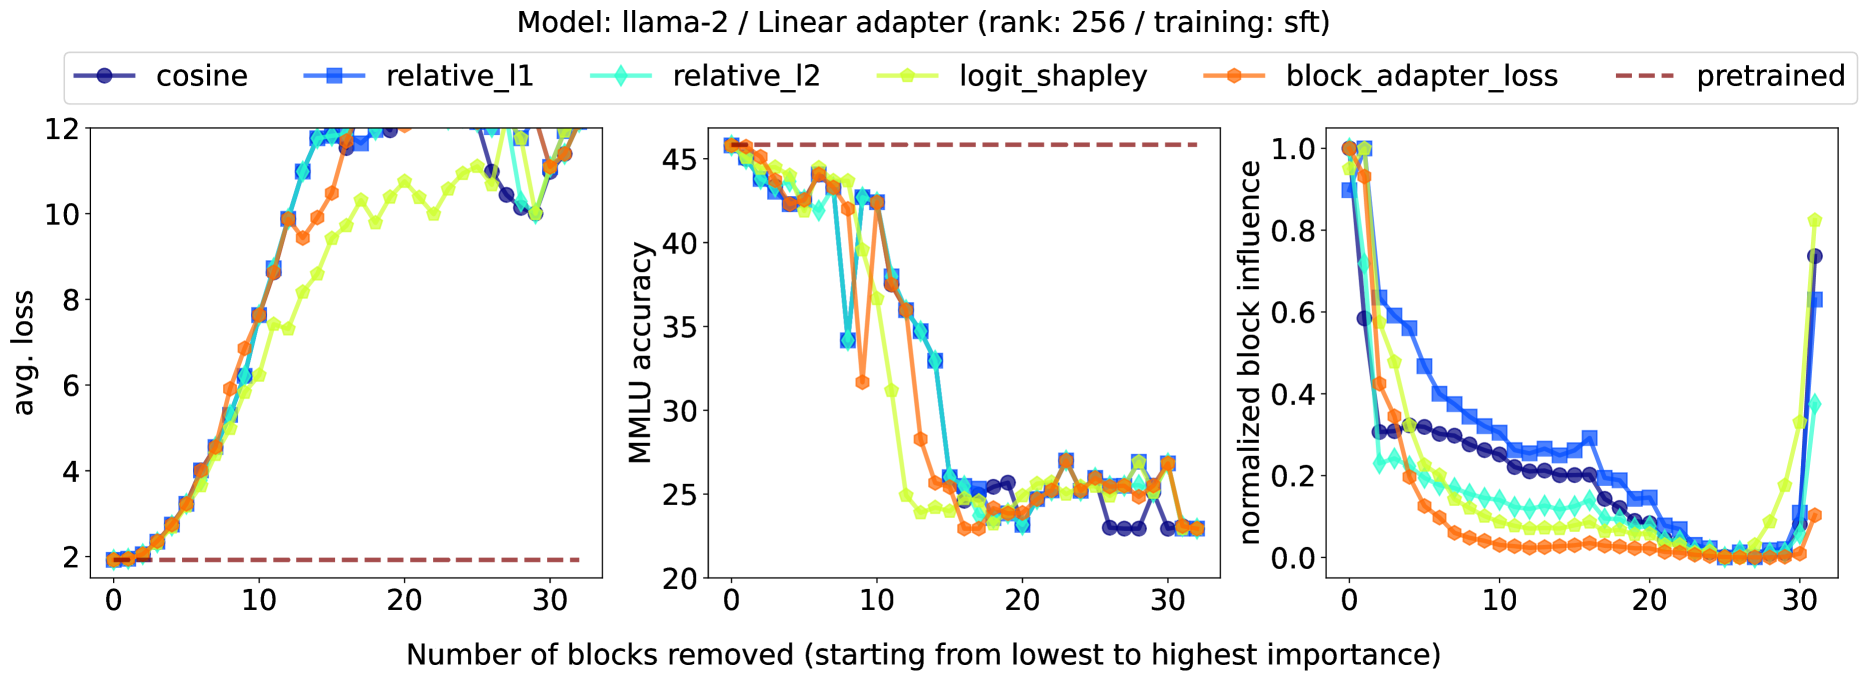 Model: llama-2 / Linear adapter (rank: 256 / training: sft)
cosine relative_l1 relative_l2 logit_shapley block_adapter_loss pretrained
avg. loss
12
10
8
6
4
2
0 10 20 30
MMLU accuracy
45
40
35
30
25
20
0 10 20 30
normalized block influence
1.0
0.8
0.6
0.4
0.2
0.0
0 10 20 30
Number of blocks removed (starting from lowest to highest importance)